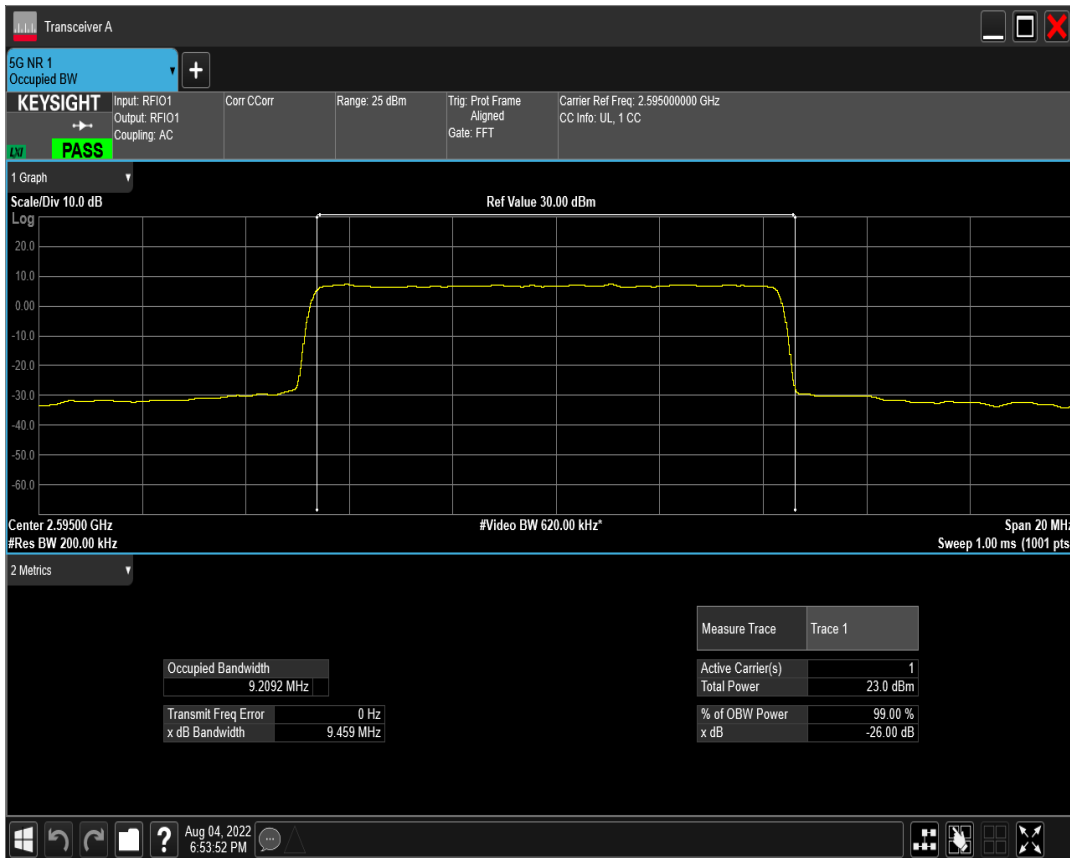 Transceiver A
5G NR 1
Occupied BW
+
KEYSIGHT
LXI
PASS
Input: RFIO1
Output: RFIO1
Coupling: AC
Corr CCorr
Range: 25 dBm
Trig: Prot Frame
Aligned
Gate: FFT
Carrier Ref Freq: 2.595000000 GHz
CC Info: UL, 1 CC
1 Graph
Scale/Div 10.0 dB
Ref Value 30.00 dBm
Log
20.0
10.0
0.00
-10.0
-20.0
-30.0
-40.0
-50.0
-60.0
Center 2.59500 GHz
#Video BW 620.00 kHz*
Span 20 MHz
#Res BW 200.00 kHz
Sweep 1.00 ms (1001 pts
2 Metrics
Measure Trace Trace 1
Occupied Bandwidth
9.2092 MHz
Active Carrier(s) 1
Total Power 23.0 dBm
Transmit Freq Error 0 Hz
x dB Bandwidth 9.459 MHz
% of OBW Power 99.00 %
x dB -26.00 dB
?
Aug 04, 2022
6:53:52 PM